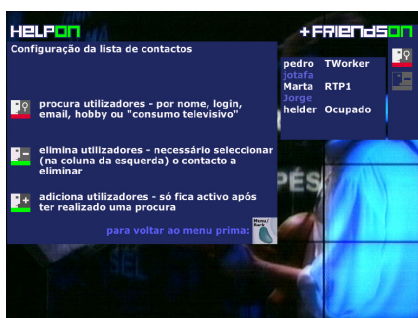 HELPON
+FRIENDSON
Configuração da lista de contactos
procura utilizadores - por nome, login,
email, hobby ou "consumo televisivo"
elimina utilizadores - necessário seleccionar
(na coluna da esquerda) o contacto a
eliminar
adiciona utilizadores - só fica activo após
ter realizado uma procura
para voltar ao menu prima:
Menu/
Back
pedro TWorker
jotafa
Marta RTP1
Jorge
helder Ocupado
PÉS
SEL